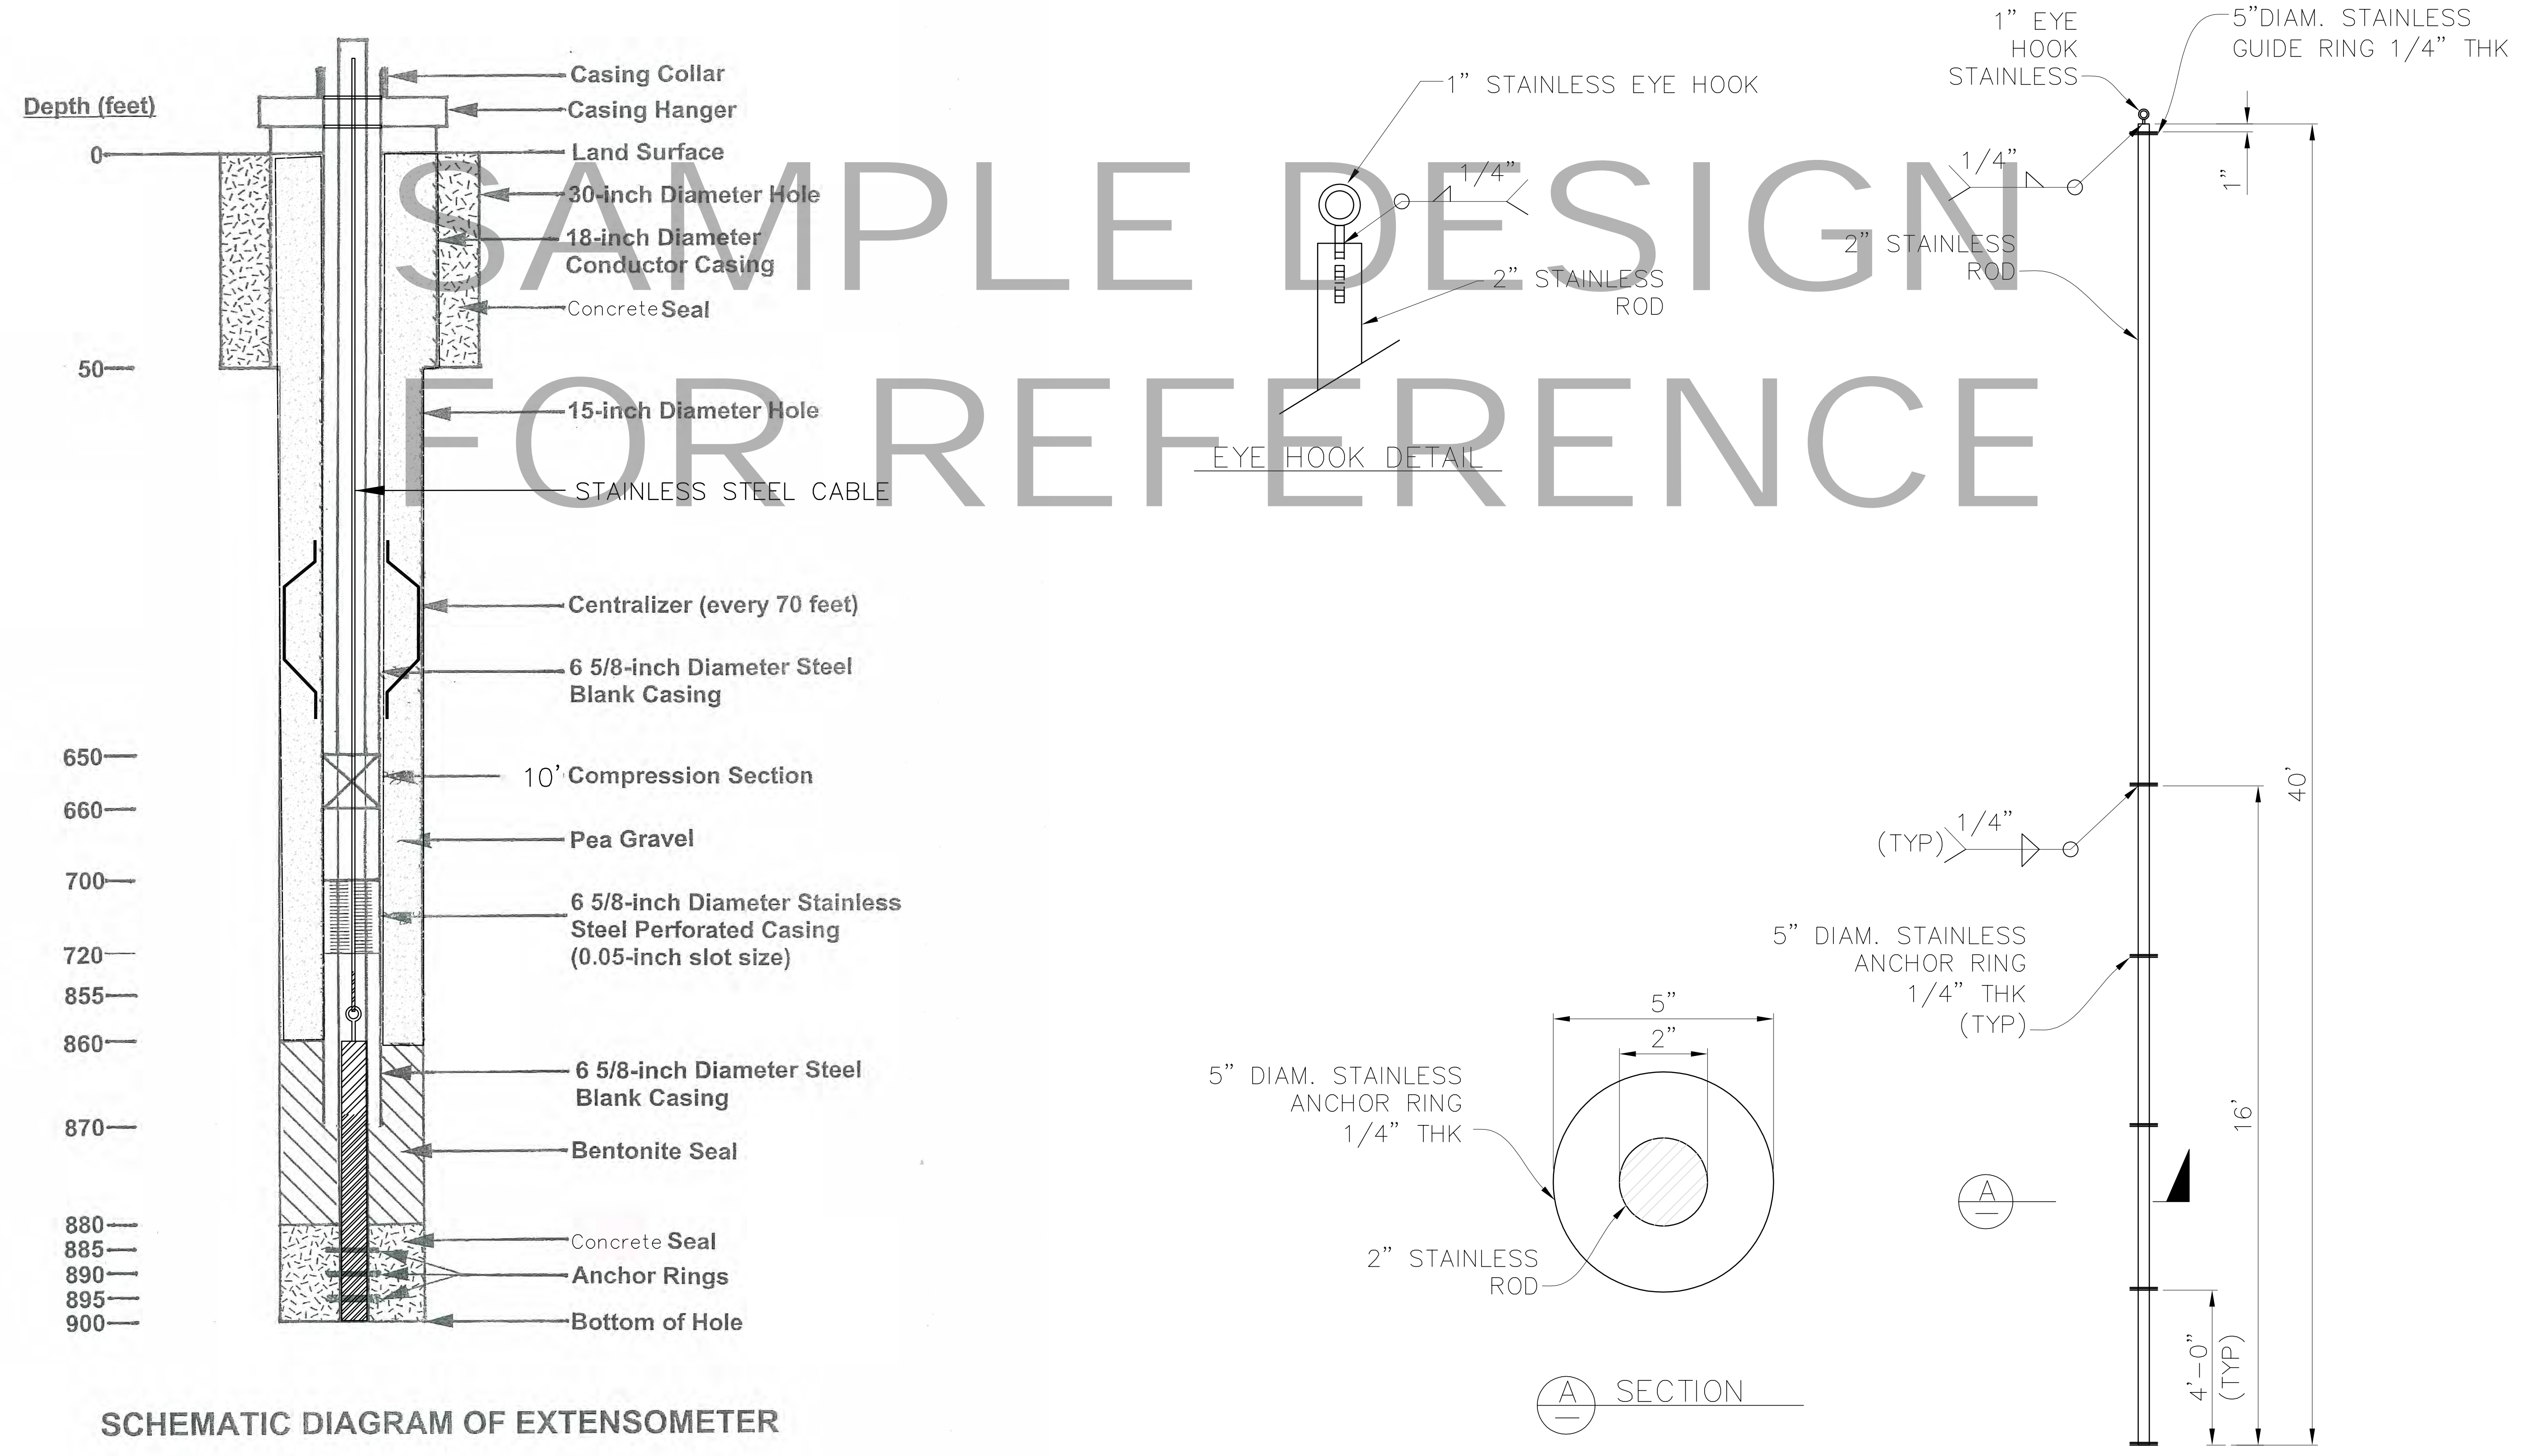 Depth (feet)
0
50
650
660
700
720
855
860
870
880
885
890
895
900
Casing Collar
Casing Hanger
Land Surface
30-inch Diameter Hole
18-inch Diameter
Conductor Casing
Concrete Seal
15-inch Diameter Hole
STAINLESS STEEL CABLE
Centralizer (every 70 feet)
6 5/8-inch Diameter Steel
Blank Casing
10' Compression Section
Pea Gravel
6 5/8-inch Diameter Stainless
Steel Perforated Casing
(0.05-inch slot size)
6 5/8-inch Diameter Steel
Blank Casing
Bentonite Seal
Concrete Seal
Anchor Rings
Bottom of Hole
SCHEMATIC DIAGRAM OF EXTENSOMETER
SAMPLE DESIGN
FOR REFERENCE
1" STAINLESS EYE HOOK
1/4"
2" STAINLESS
ROD
EYE HOOK DETAIL
5"
2"
5" DIAM. STAINLESS
ANCHOR RING
1/4" THK
2" STAINLESS
ROD
A
SECTION
1" EYE
HOOK
STAINLESS
5"DIAM. STAINLESS
GUIDE RING 1/4" THK
1/4"
1"
2" STAINLESS
ROD
40'
(TYP)
1/4"
5" DIAM. STAINLESS
ANCHOR RING
1/4" THK
(TYP)
16'
A
4'-0"
(TYP)